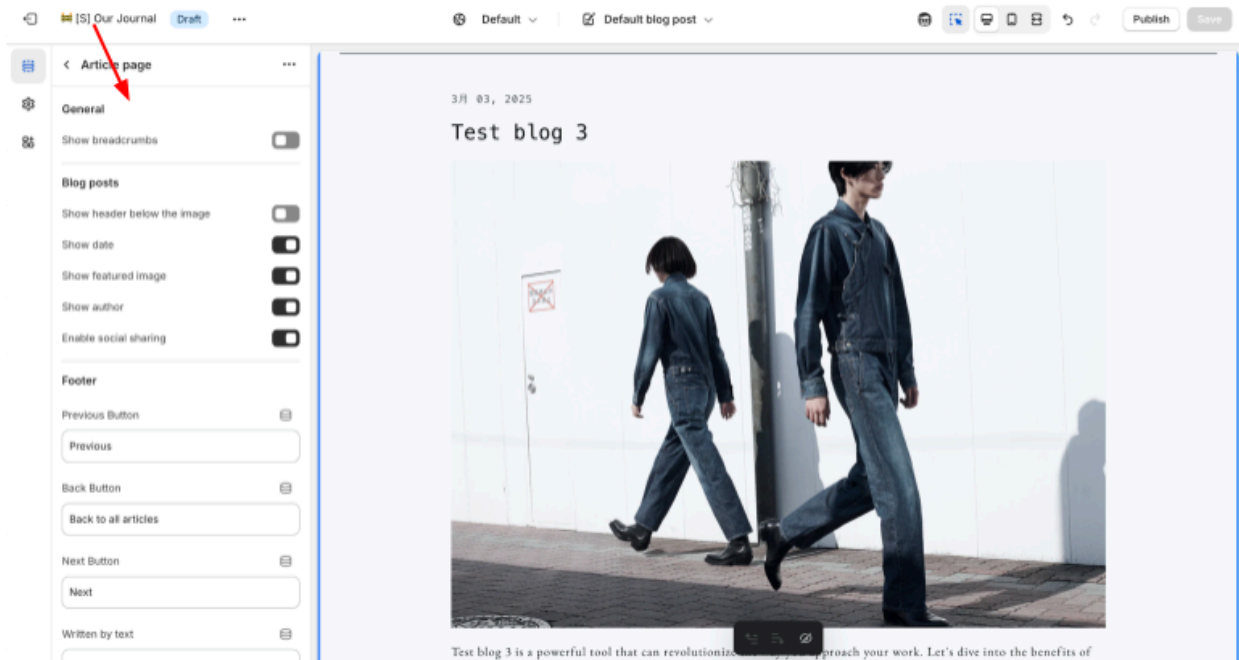 [S] Our Journal
Draft
Default
Default blog post
Publish
Save
Article page
General
Show breadcrumbs
Blog posts
Show header below the image
Show date
Show featured image
Show author
Enable social sharing
Footer
Previous Button
Previous
Back Button
Back to all articles
Next Button
Next
Written by text
3月 03, 2025
Test blog 3
Test blog 3 is a powerful tool that can revolutionize you approach your work. Let's dive into the benefits of